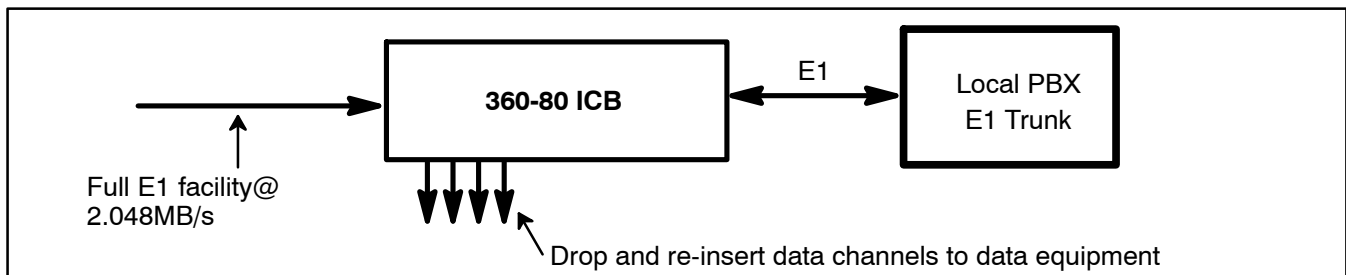 E1
360-80 ICB
Local PBX
E1 Trunk
Full E1 facility@
2.048MB/s
Drop and re-insert data channels to data equipment